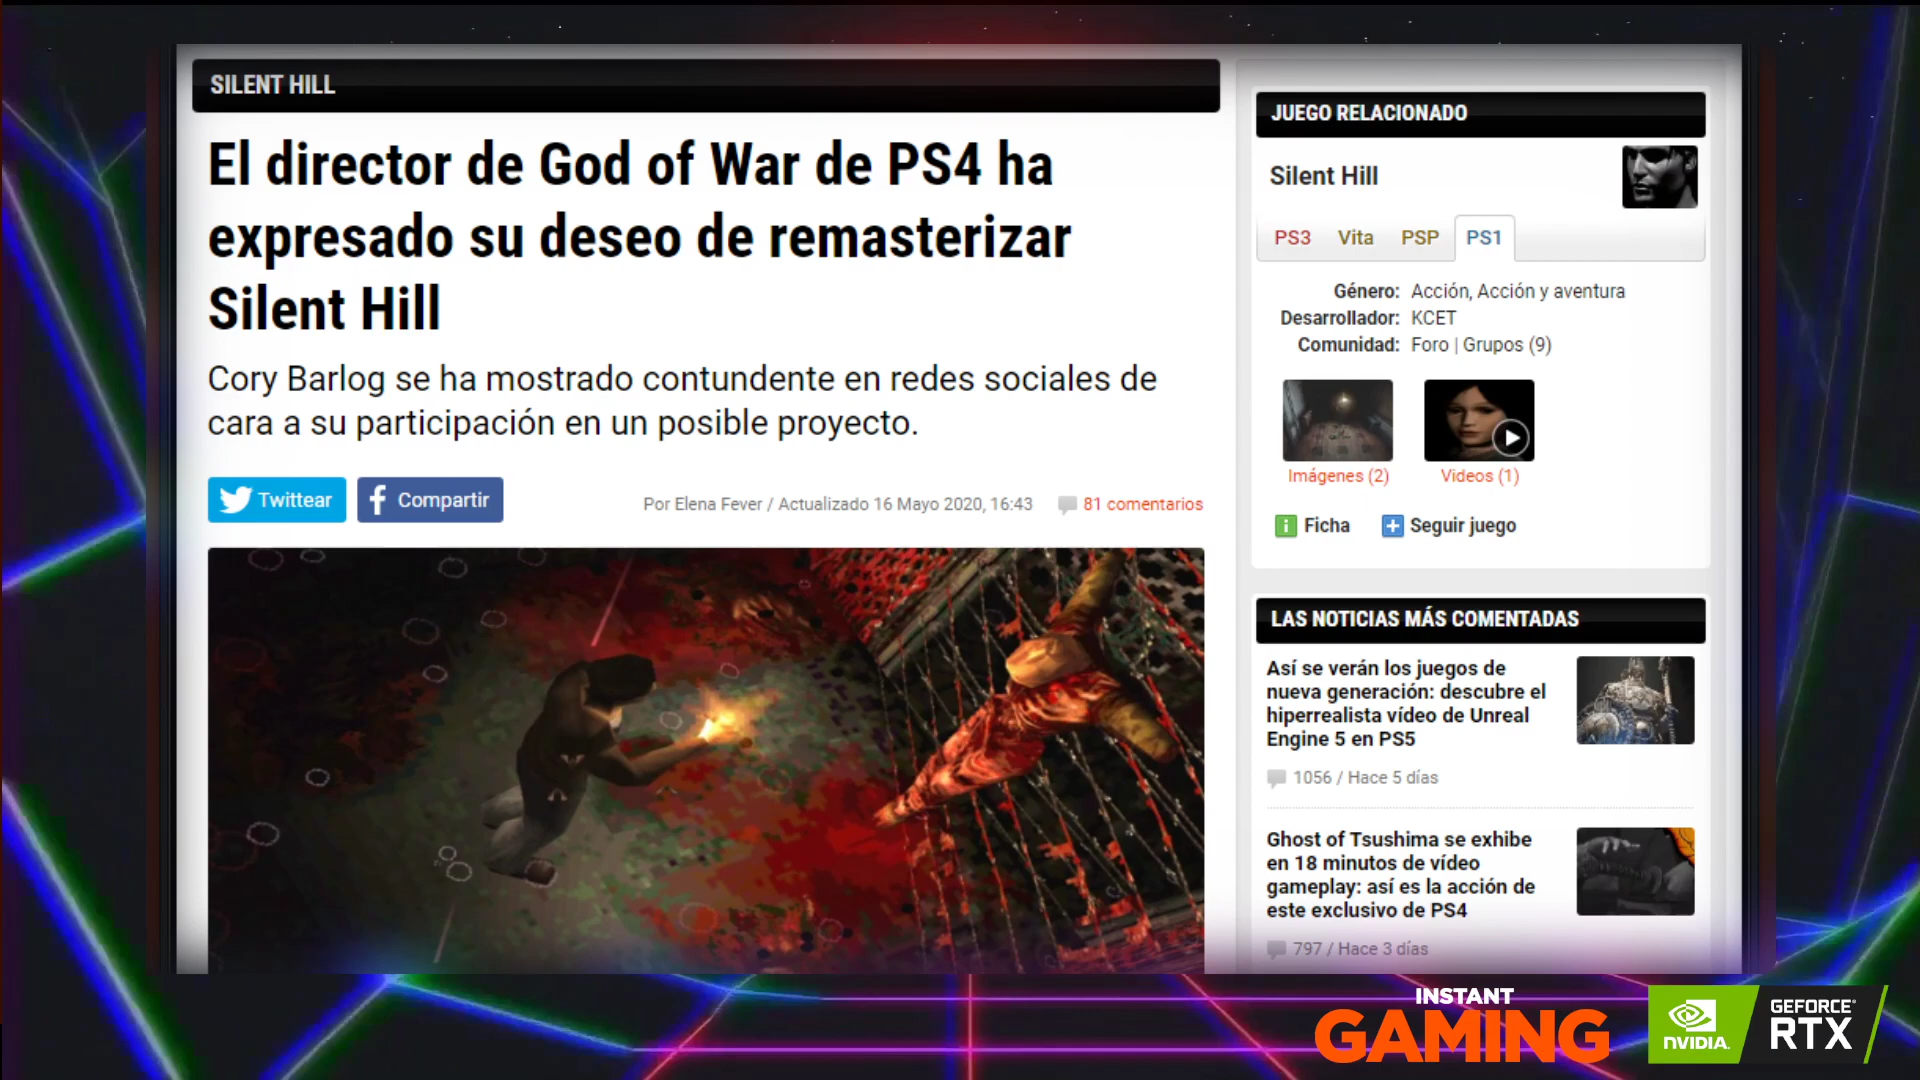 SILENT HILL
El director de God of War de PS4 ha
expresado su deseo de remasterizar
Silent Hill
Cory Barlog se ha mostrado contundente en redes sociales de
cara a su participación en un posible proyecto.
Twittear
Compartir
Por Elena Fever / Actualizado 16 Mayo 2020, 16:43
81 comentarios
JUEGO RELACIONADO
Silent Hill
PS3 Vita PSP PS1
Género: Acción, Acción y aventura
Desarrollador: KCET
Comunidad: Foro | Grupos (9)
Imágenes (2) Videos (1)
Ficha Seguir juego
LAS NOTICIAS MÁS COMENTADAS
Así se verán los juegos de
nueva generación: descubre el
hiperrealista vídeo de Unreal
Engine 5 en PS5
1056 / Hace 5 días
Ghost of Tsushima se exhibe
en 18 minutos de vídeo
gameplay: así es la acción de
este exclusivo de PS4
797 / Hace 3 días
INSTANT
GAMING
NVIDIA.
GEFORCE
RTX